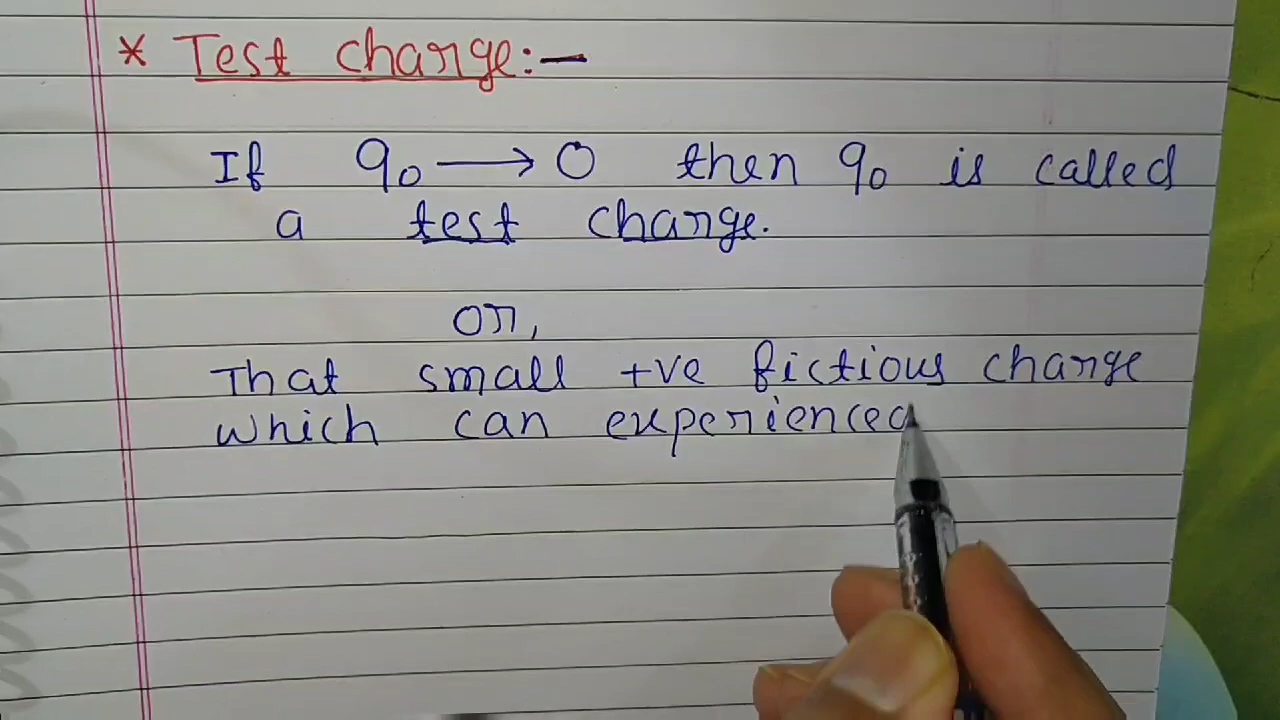 * Test charge:-
If q₀ → 0 then q₀ is called
a test charge.
or,
That small +ve fictious charge
which can experienced